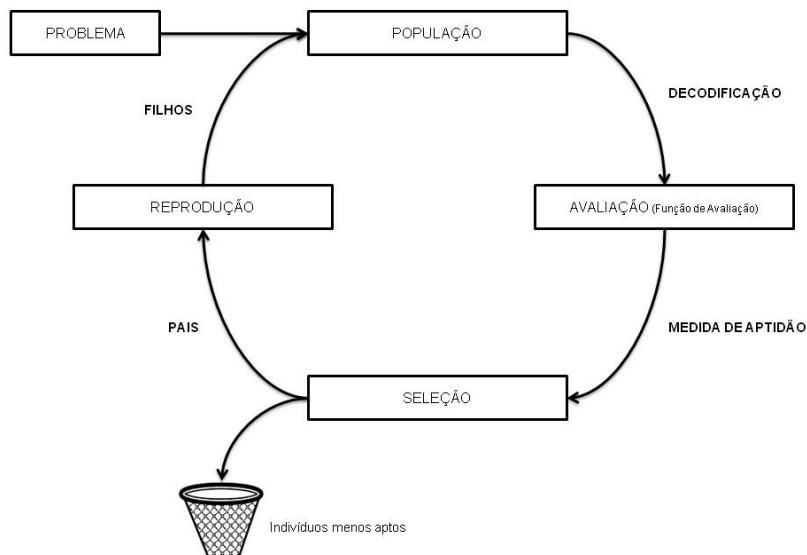 PROBLEMA
POPULAÇÃO
DECODIFICAÇÃO
FILHOS
REPRODUÇÃO
AVALIAÇÃO (Função de Avaliação)
PAIS
MEDIDA DE APTIDÃO
SELEÇÃO
Indivíduos menos aptos